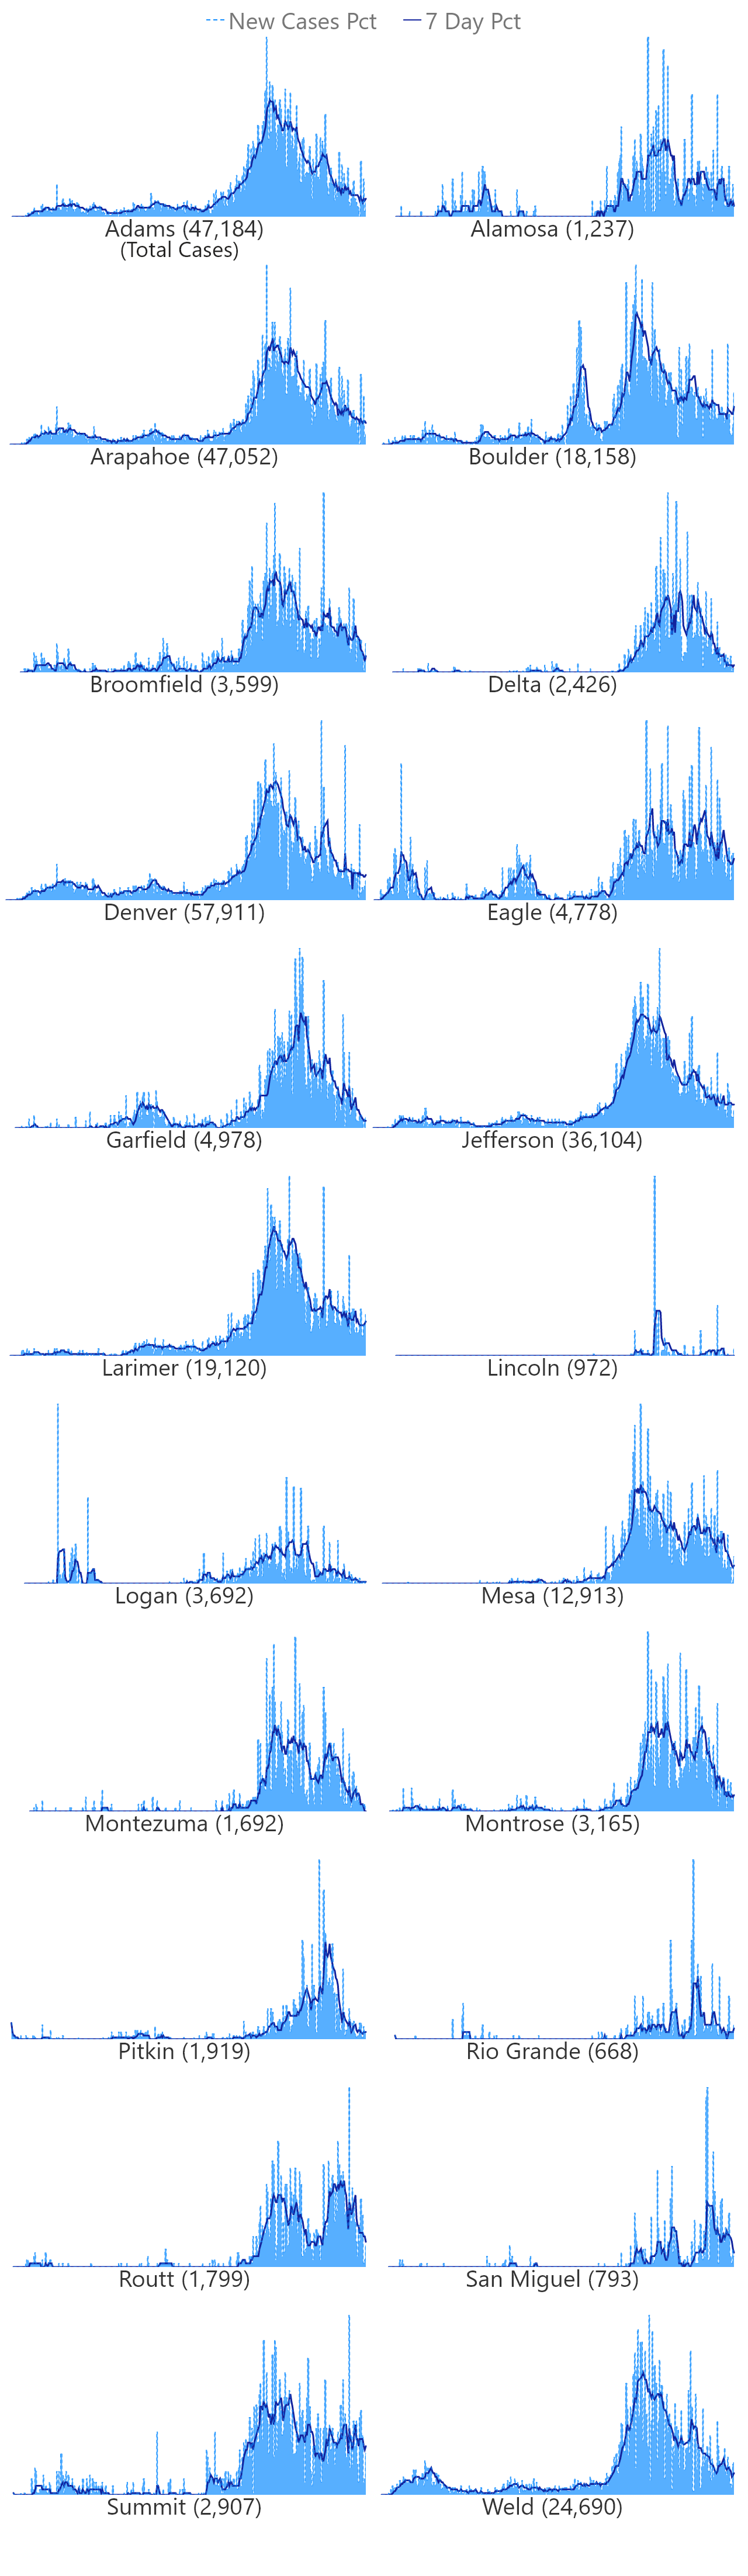 New Cases Pct 7 Day Pct
Adams (47,184) Alamosa (1,237)
(Total Cases)
Arapahoe (47,052) Boulder (18,158)
Broomfield (3,599) Delta (2,426)
Denver (57,911) Eagle (4,778)
Garfield (4,978) Jefferson (36,104)
Larimer (19,120) Lincoln (972)
Logan (3,692) Mesa (12,913)
Montezuma (1,692) Montrose (3,165)
Pitkin (1,919) Rio Grande (668)
Routt (1,799) San Miguel (793)
Summit (2,907) Weld (24,690)